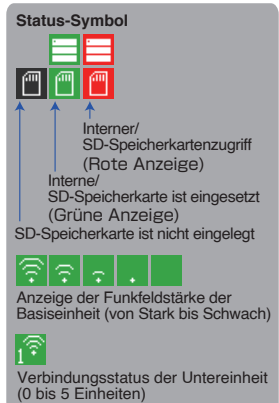 Status-Symbol
Interner/
SD-Speicherkartenzugriff
(Rote Anzeige)
Interne/
SD-Speicherkarte ist eingesetzt
(Grüne Anzeige)
SD-Speicherkarte ist nicht eingelegt
Anzeige der Funkfeldstärke der
Basiseinheit (von Stark bis Schwach)
1
Verbindungsstatus der Untereinheit
(0 bis 5 Einheiten)